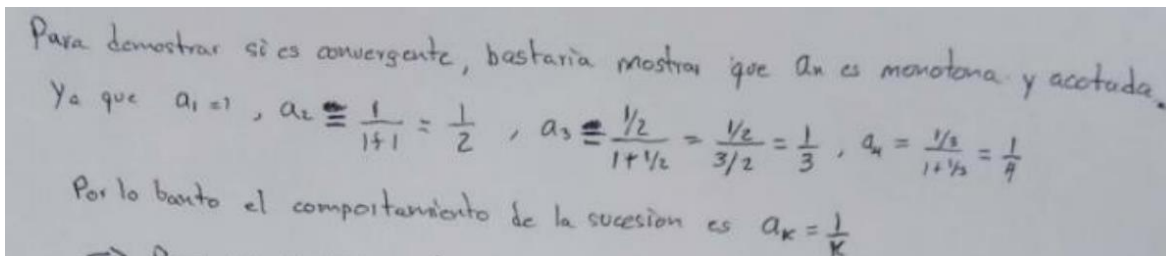 Para demostrar si es convergente, bastaría mostrar que an es monotona y acotada.
Ya que a₁ = 1, a₂ = 1/(1+1) = 1/2, a₃ = (1/2)/(1+1/2) = (1/2)/(3/2) = 1/3, a₄ = (1/3)/(1+1/3) = 1/4
Por lo banto el comportamiento de la sucesion es aₖ = 1/k